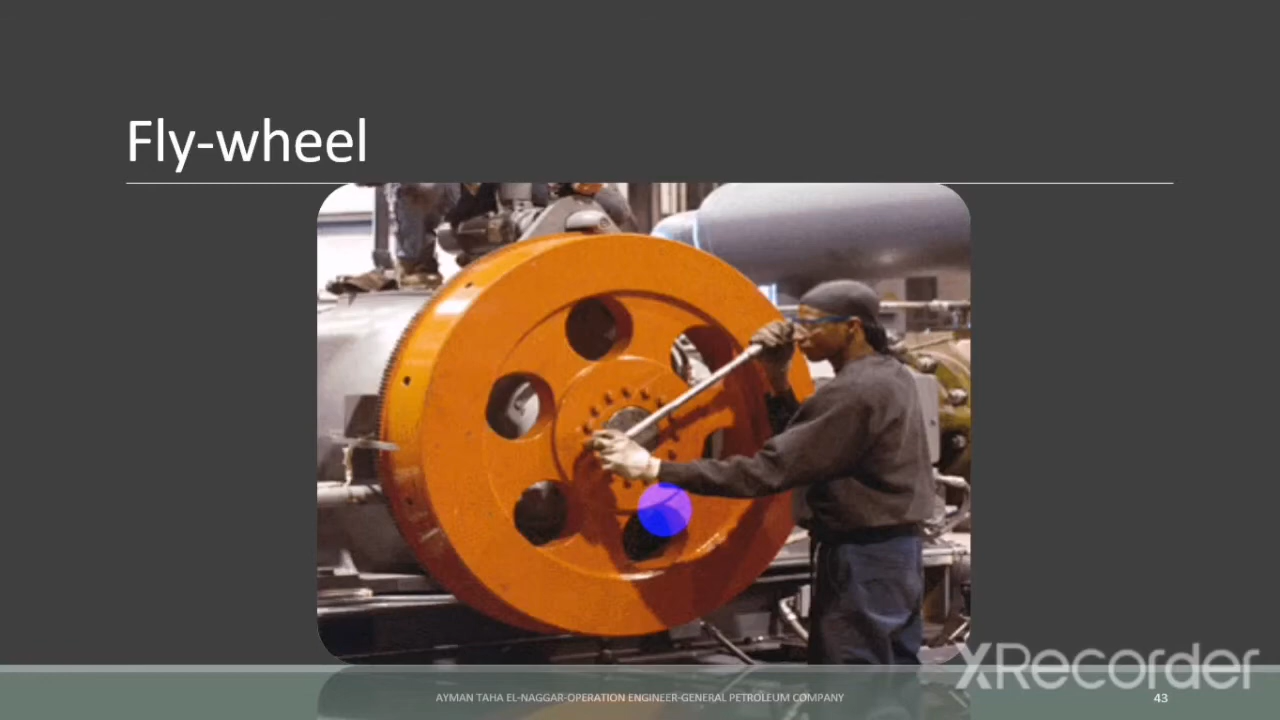 Fly-wheel
XRecorder
AYMAN TAHA EL-NAGGAR-OPERATION ENGINEER-GENERAL PETROLEUM COMPANY
43